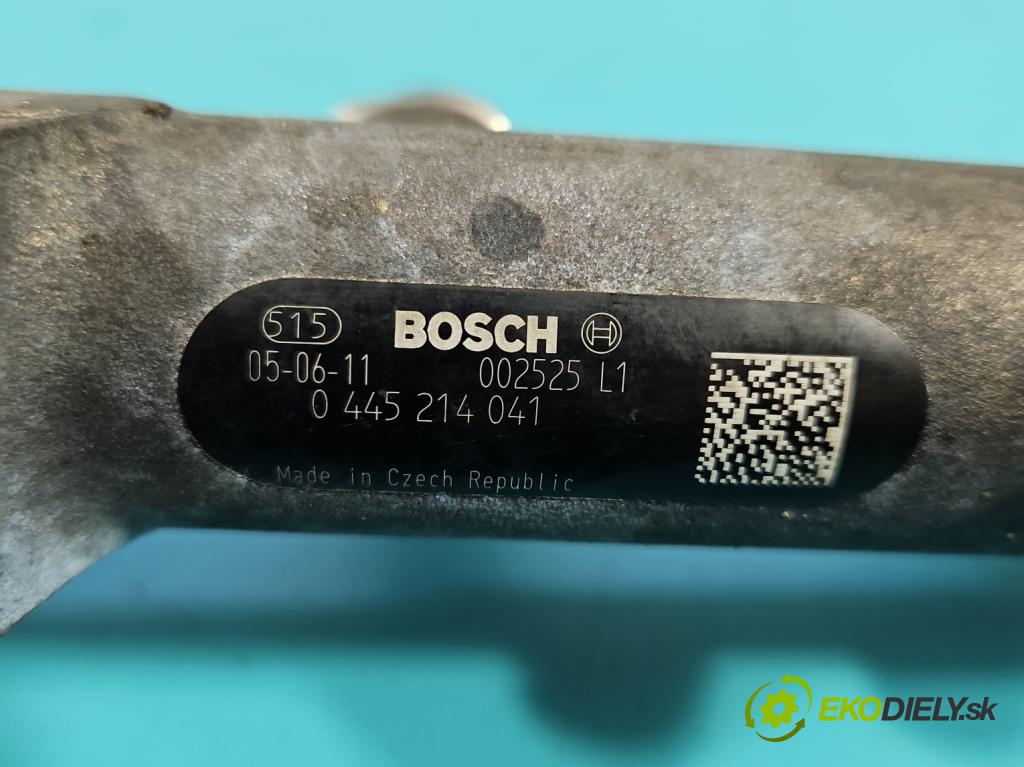 515 BOSCH
05-06-11 002525 L1
0 445 214 041
Made in Czech Republic
EKODIELY.sk